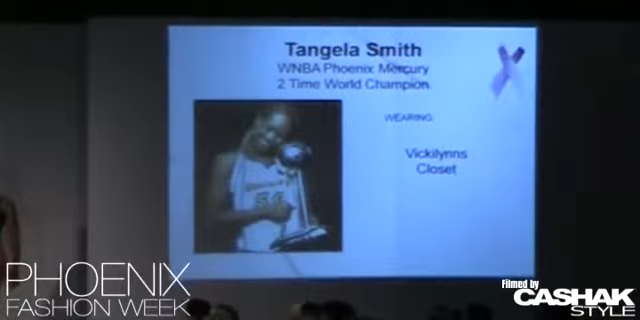 Tangela Smith
WNBA Phoenix Mercury
2 Time World Champion
WEARING:
Vickilynns
Closet
PHOENIX
FASHION WEEK
Filmed by
CASHAK
STYLE